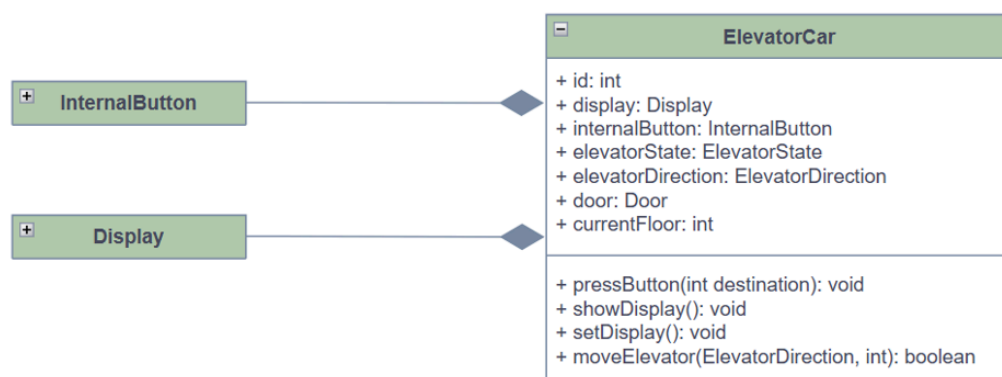 InternalButton
Display
ElevatorCar
+ id: int
+ display: Display
+ internalButton: InternalButton
+ elevatorState: ElevatorState
+ elevatorDirection: ElevatorDirection
+ door: Door
+ currentFloor: int
+ pressButton(int destination): void
+ showDisplay(): void
+ setDisplay(): void
+ moveElevator(ElevatorDirection, int): boolean